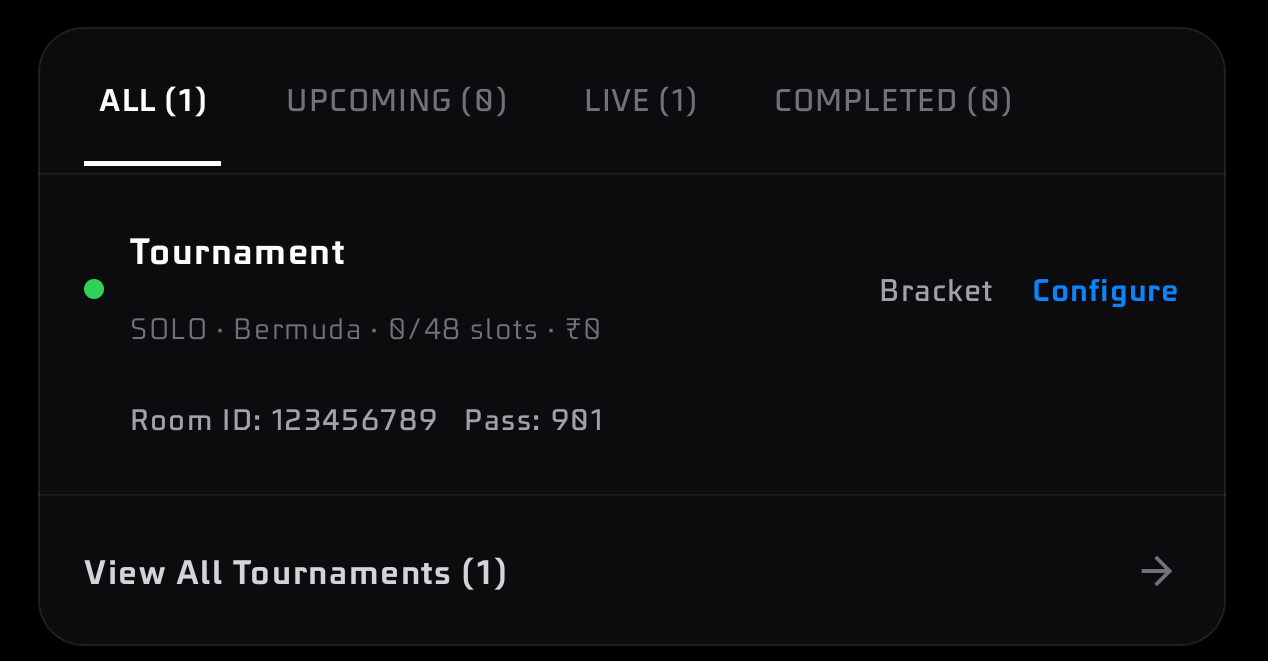 ALL (1) UPCOMING (0) LIVE (1) COMPLETED (0)
Tournament
Bracket Configure
SOLO · Bermuda · 0/48 slots · ₹0
Room ID: 123456789 Pass: 901
View All Tournaments (1)